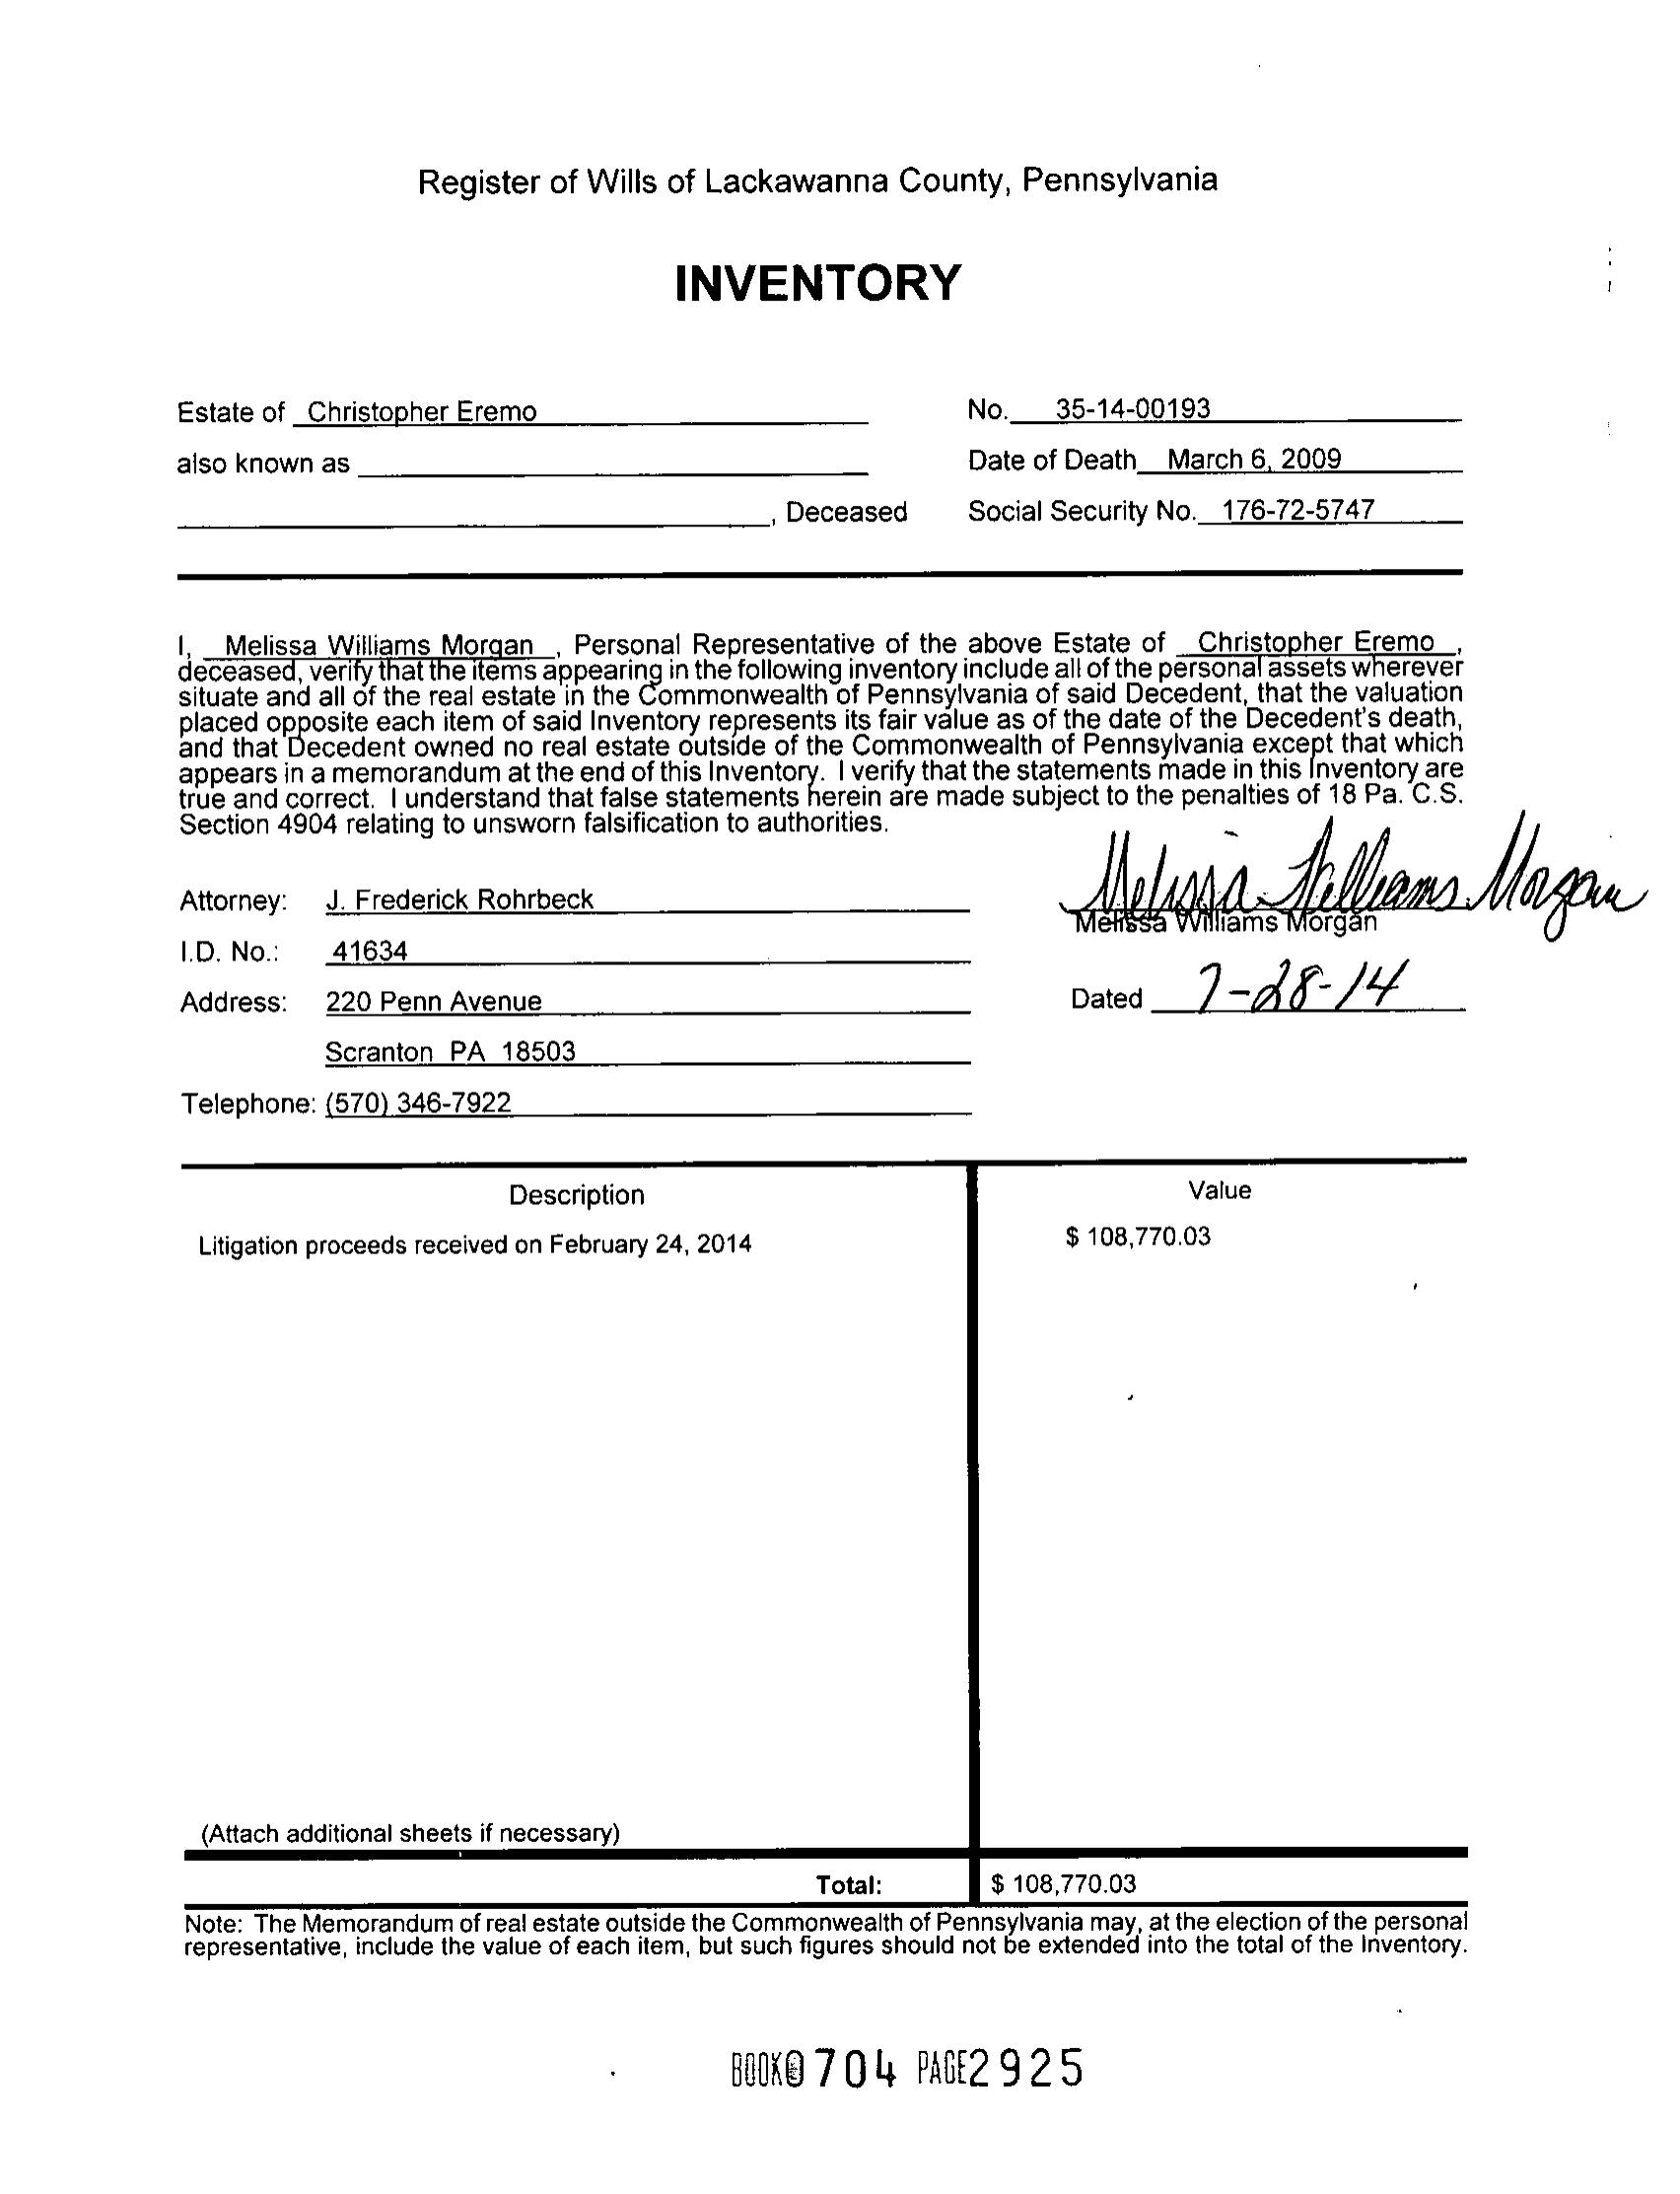 Register of Wills of Lackawanna County, Pennsylvania
INVENTORY
Estate of Christopher Eremo No. 35-14-00193
also known as Date of Death March 6, 2009
, Deceased Social Security No. 176-72-5747
I, Melissa Williams Morgan , Personal Representative of the above Estate of Christopher Eremo ,
deceased, verify that the items appearing in the following inventory include all of the personal assets wherever
situate and all of the real estate in the Commonwealth of Pennsylvania of said Decedent, that the valuation
placed opposite each item of said Inventory represents its fair value as of the date of the Decedent's death,
and that Decedent owned no real estate outside of the Commonwealth of Pennsylvania except that which
appears in a memorandum at the end of this Inventory. I verify that the statements made in this Inventory are
true and correct. I understand that false statements herein are made subject to the penalties of 18 Pa. C.S.
Section 4904 relating to unsworn falsification to authorities.
Melissa Williams Morgan
Attorney: J. Frederick Rohrbeck
Melissa Williams Morgan
I.D. No.: 41634
Address: 220 Penn Avenue Dated 7-28-14
Scranton PA 18503
Telephone: (570) 346-7922
Description Value
Litigation proceeds received on February 24, 2014 $ 108,770.03
(Attach additional sheets if necessary)
Total: $ 108,770.03
Note: The Memorandum of real estate outside the Commonwealth of Pennsylvania may, at the election of the personal
representative, include the value of each item, but such figures should not be extended into the total of the Inventory.
BOOK0704 PAGE2925